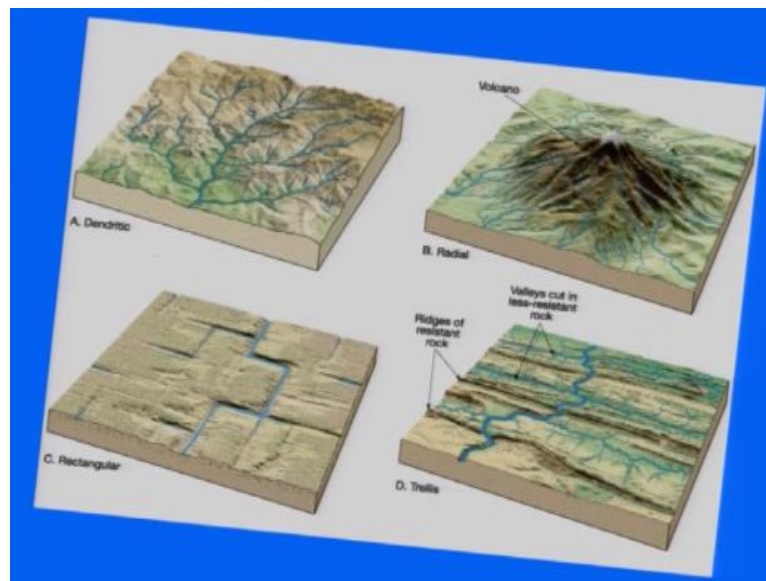 Volcano
A. Dendritic
B. Radial
Valleys cut in
less-resistant
rock
Ridges of
resistant
rock
C. Rectangular
D. Trellis